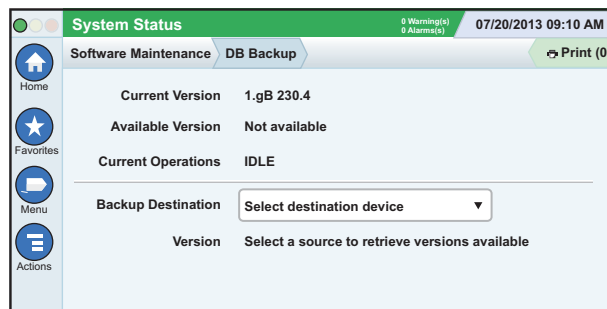 System Status
0 Warning(s)
0 Alarms(s)
07/20/2013 09:10 AM
Software Maintenance
DB Backup
Print (0
Home
Favorites
Menu
Actions
Current Version 1.gB 230.4
Available Version Not available
Current Operations IDLE
Backup Destination Select destination device
Version Select a source to retrieve versions available